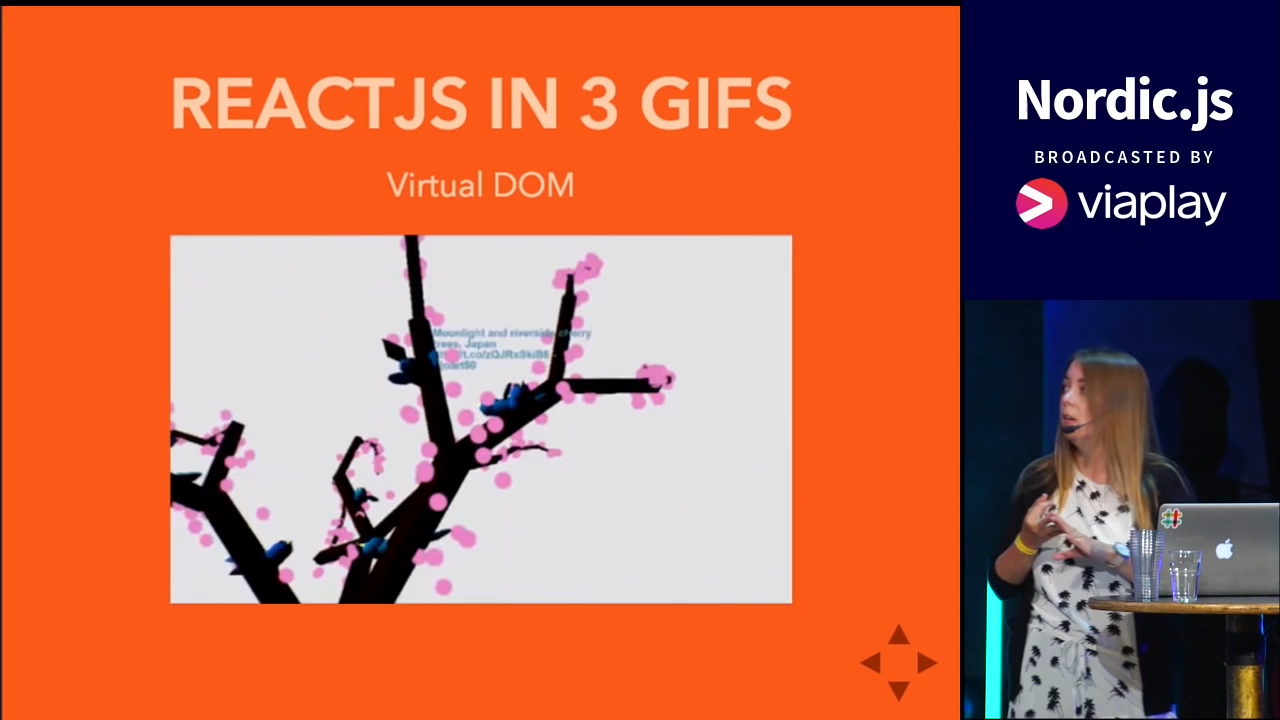 REACTJS IN 3 GIFS
Virtual DOM
Moonlight and riverside cherry
trees, Japan
Nordic.js
BROADCASTED BY
viaplay